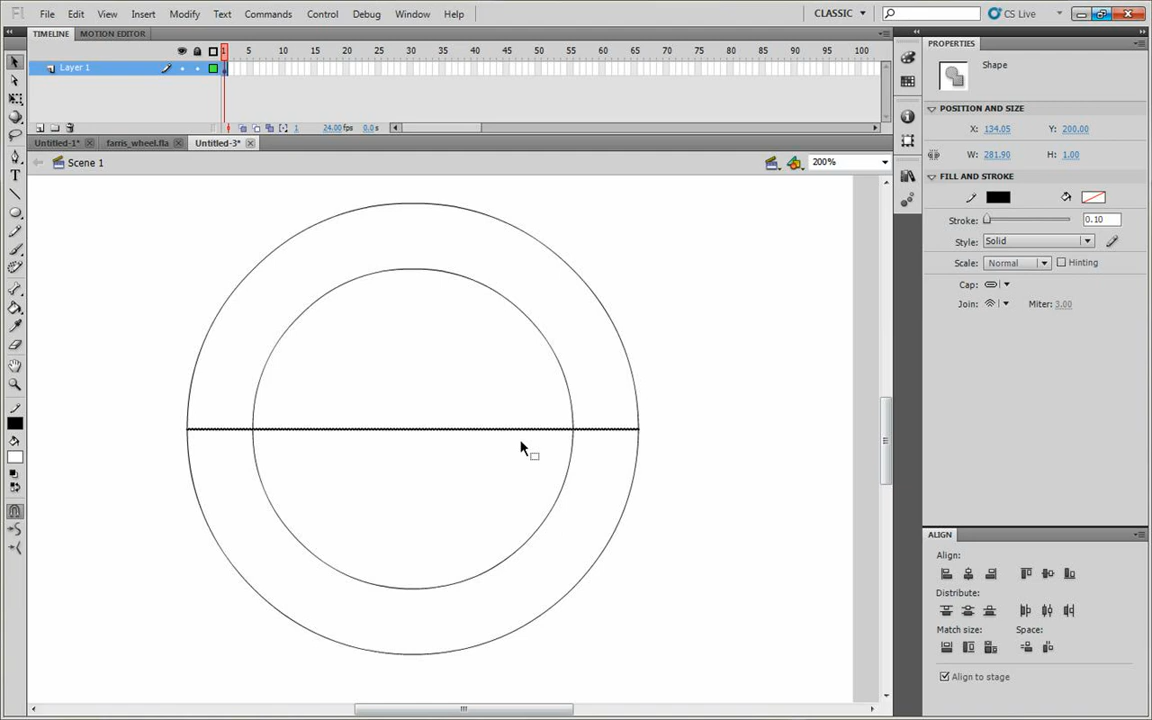 Fl File Edit View Insert Modify Text Commands Control Debug Window Help CLASSIC CS Live
TIMELINE MOTION EDITOR
1 5 10 15 20 25 30 35 40 45 50 55 60 65 70 75 80 85 90 95 100
Layer 1
1 24.00 fps 0.0 s
Untitled-1* farris_wheel.fla Untitled-3*
Scene 1 200%
PROPERTIES
Shape
POSITION AND SIZE
X: 134.05 Y: 200.00
W: 281.90 H: 1.00
FILL AND STROKE
Stroke: 0.10
Style: Solid
Scale: Normal Hinting
Cap:
Join: Miter: 3.00
ALIGN
Align:
Distribute:
Match size: Space:
Align to stage